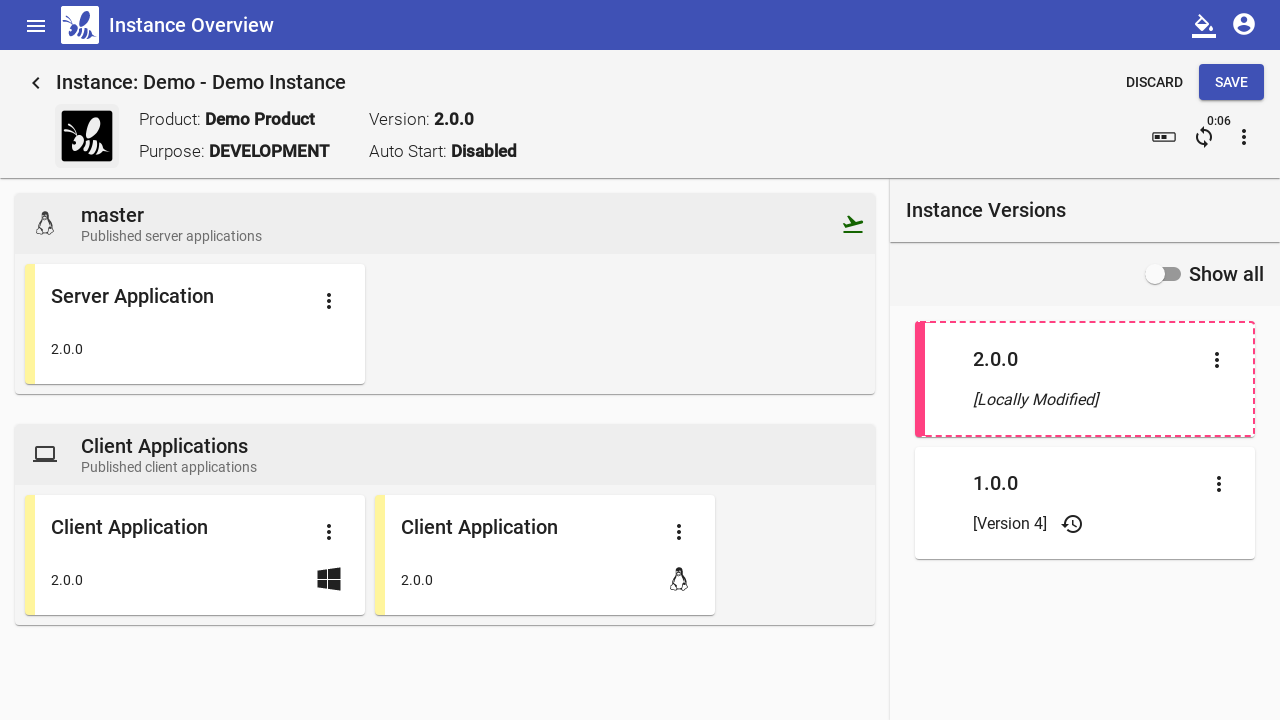 Instance Overview
Instance: Demo - Demo Instance
DISCARD
SAVE
Product: Demo Product
Version: 2.0.0
Purpose: DEVELOPMENT
Auto Start: Disabled
0:06
master
Published server applications
Server Application
2.0.0
Client Applications
Published client applications
Client Application
2.0.0
Client Application
2.0.0
Instance Versions
Show all
2.0.0
[Locally Modified]
1.0.0
[Version 4]